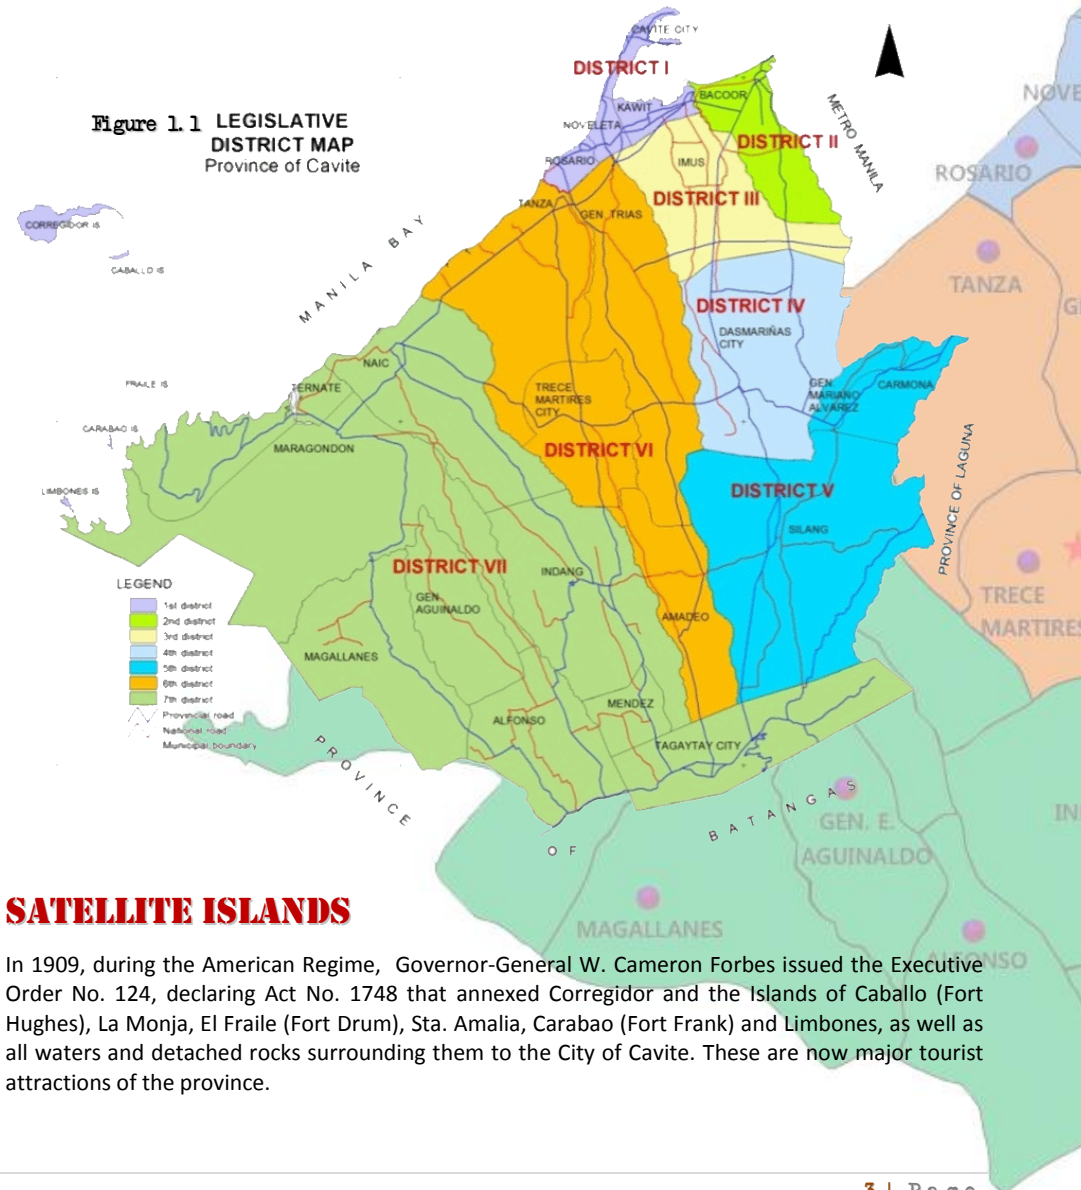 CAVITE CITY
DISTRICT I
NOVE
KAWIT
BACOOR
Figure 1.1 LEGISLATIVE
DISTRICT MAP
Province of Cavite
NOVELETA
METRO MANILA
DISTRICT II
ROSARIO
IMUS
ROSARIO
DISTRICT III
TANZA
GEN. TRIAS
CORREGIDOR IS
MANILA BAY
CABALLO IS
TANZA
G
DISTRICT IV
DASMARIÑAS
CITY
NAIC
FRAILE IS
TERNATE
TRECE
MARTIRES
CITY
GEN.
MARIANO
ALVAREZ
CARMONA
CARABAO IS
MARAGONDON
DISTRICT VI
PROVINCE OF LAGUNA
LIMBONES IS
DISTRICT V
SILANG
DISTRICT VII
INDANG
GEN.
AGUINALDO
TRECE
MARTIRES
AMADEO
LEGEND
1st district
2nd district
3rd district
4th district
5th district
6th district
7th district
Provincial road
National road
Municipal boundary
MAGALLANES
MENDEZ
ALFONSO
TAGAYTAY CITY
PROVINCE
OF
BATANGAS
GEN. E.
AGUINALDO
IN
MAGALLANES
ALFONSO
SATELLITE ISLANDS
In 1909, during the American Regime, Governor-General W. Cameron Forbes issued the Executive
Order No. 124, declaring Act No. 1748 that annexed Corregidor and the Islands of Caballo (Fort
Hughes), La Monja, El Fraile (Fort Drum), Sta. Amalia, Carabao (Fort Frank) and Limbones, as well as
all waters and detached rocks surrounding them to the City of Cavite. These are now major tourist
attractions of the province.
3 | Page